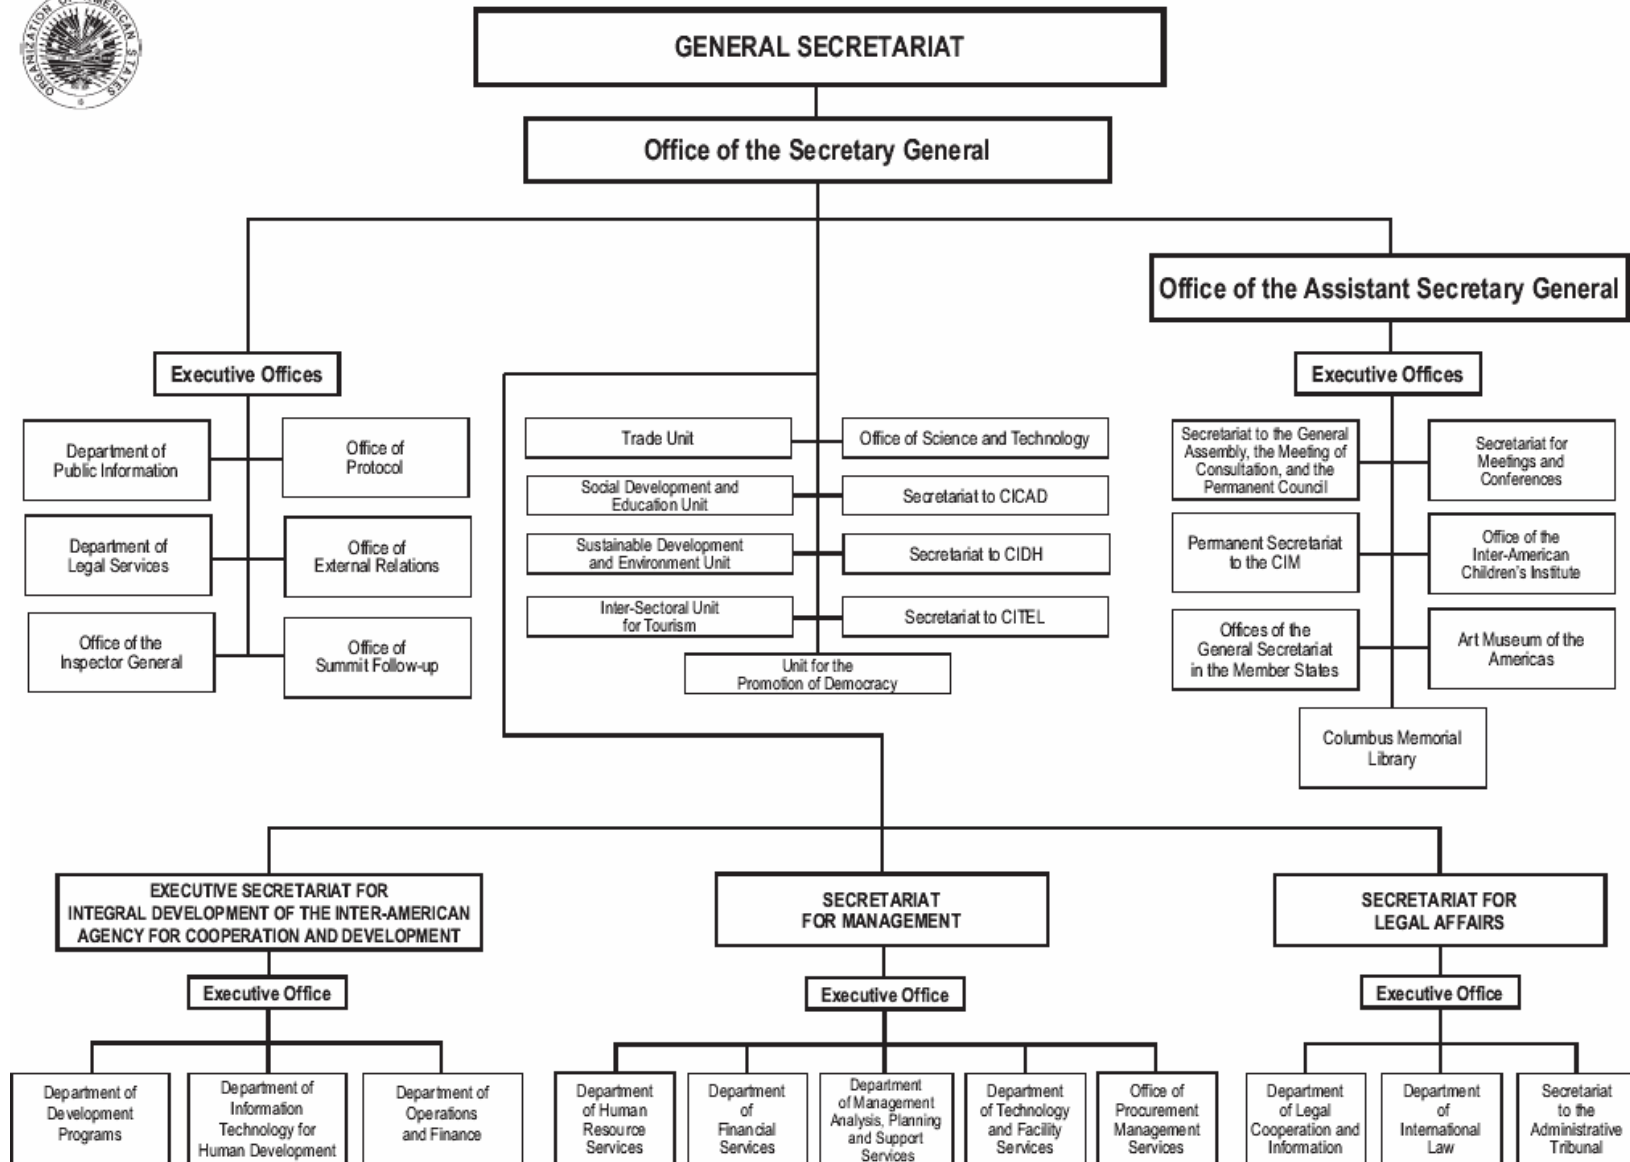 ORGANIZATION OF AMERICAN STATES
GENERAL SECRETARIAT
Office of the Secretary General
Office of the Assistant Secretary General
Executive Offices
Department of
Public Information
Office of
Protocol
Department of
Legal Services
Office of
External Relations
Office of the
Inspector General
Office of
Summit Follow-up
Trade Unit
Office of Science and Technology
Social Development and
Education Unit
Secretariat to CICAD
Sustainable Development
and Environment Unit
Secretariat to CIDH
Inter-Sectoral Unit
for Tourism
Secretariat to CITEL
Unit for the
Promotion of Democracy
Executive Offices
Secretariat to the General
Assembly, the Meeting of
Consultation, and the
Permanent Council
Secretariat for
Meetings and
Conferences
Permanent Secretariat
to the CIM
Office of the
Inter-American
Children's Institute
Offices of the
General Secretariat
in the Member States
Art Museum of the
Americas
Columbus Memorial
Library
EXECUTIVE SECRETARIAT FOR
INTEGRAL DEVELOPMENT OF THE INTER-AMERICAN
AGENCY FOR COOPERATION AND DEVELOPMENT
Executive Office
Department of
Development
Programs
Department of
Information
Technology for
Human Development
Department of
Operations
and Finance
SECRETARIAT
FOR MANAGEMENT
Executive Office
Department
of Human
Resource
Services
Department
of
Financial
Services
Department
of Management
Analysis, Planning
and Support
Services
Department
of Technology
and Facility
Services
Office of
Procurement
Management
Services
SECRETARIAT FOR
LEGAL AFFAIRS
Executive Office
Department
of Legal
Cooperation and
Information
Department
of
International
Law
Secretariat
to the
Administrative
Tribunal